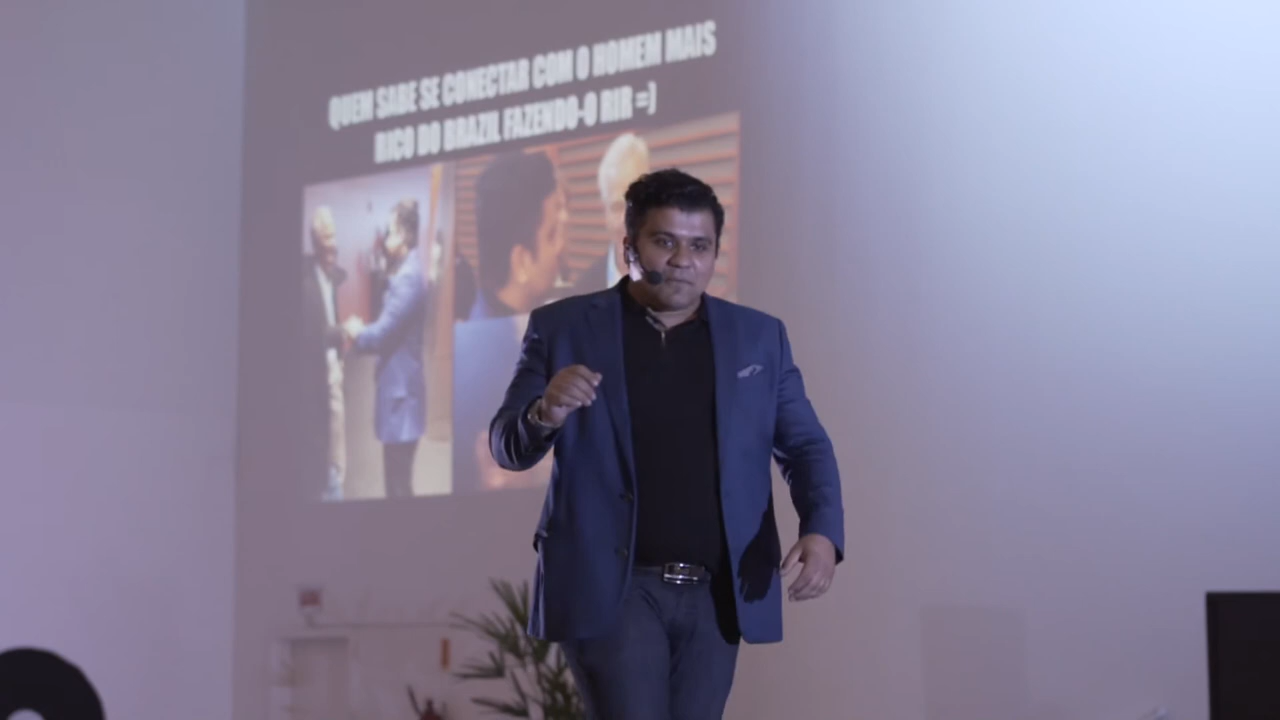 QUEM SABE SE CONECTAR COM O HOMEM MAIS
RICO DO BRAZIL FAZENDO-O RIR =)